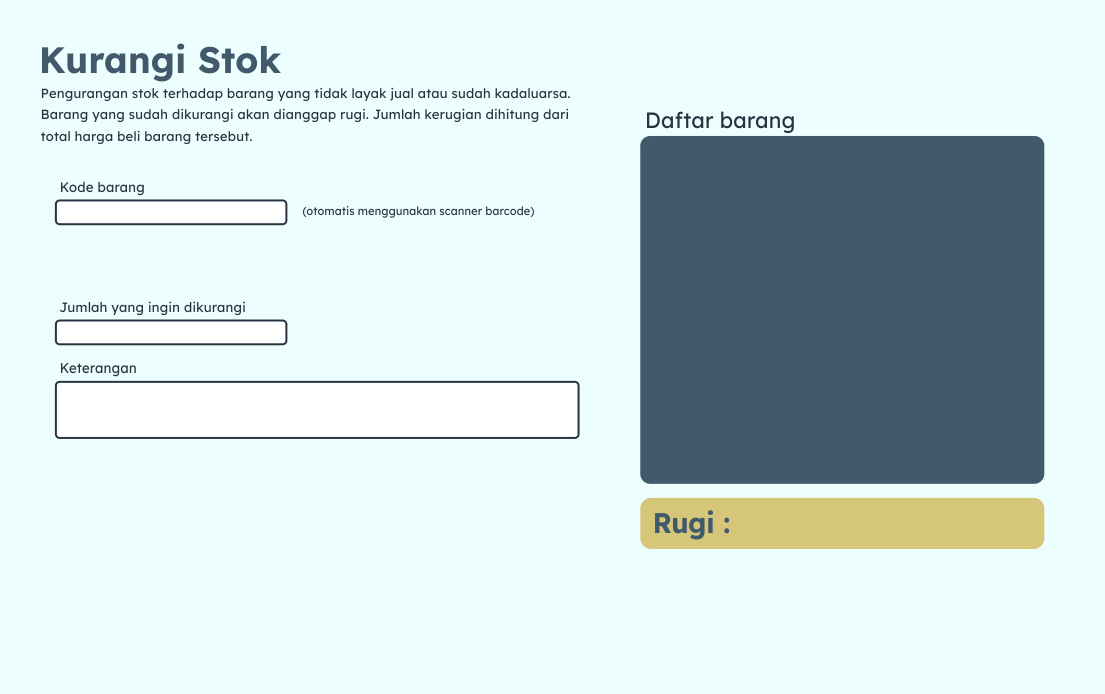 Kurangi Stok
Pengurangan stok terhadap barang yang tidak layak jual atau sudah kadaluarsa.
Barang yang sudah dikurangi akan dianggap rugi. Jumlah kerugian dihitung dari
total harga beli barang tersebut.
Kode barang
(otomatis menggunakan scanner barcode)
Jumlah yang ingin dikurangi
Keterangan
Daftar barang
Rugi :